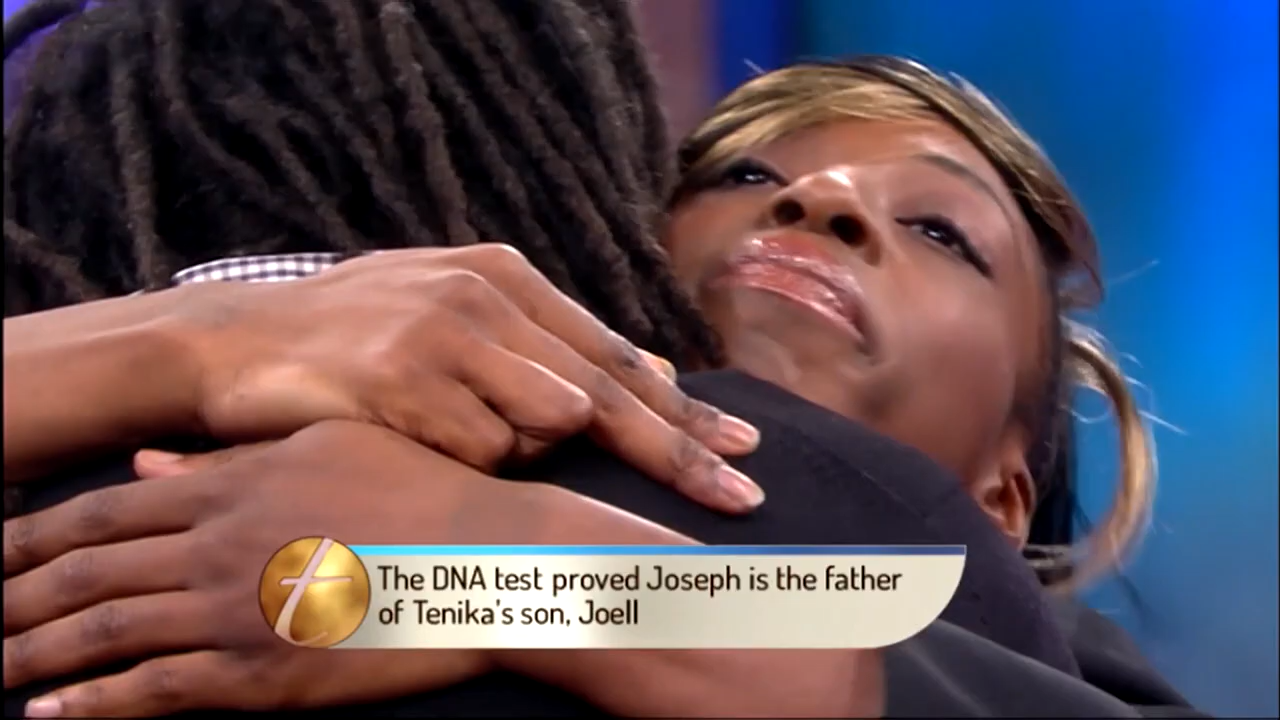 The DNA test proved Joseph is the father
of Tenika's son, Joell